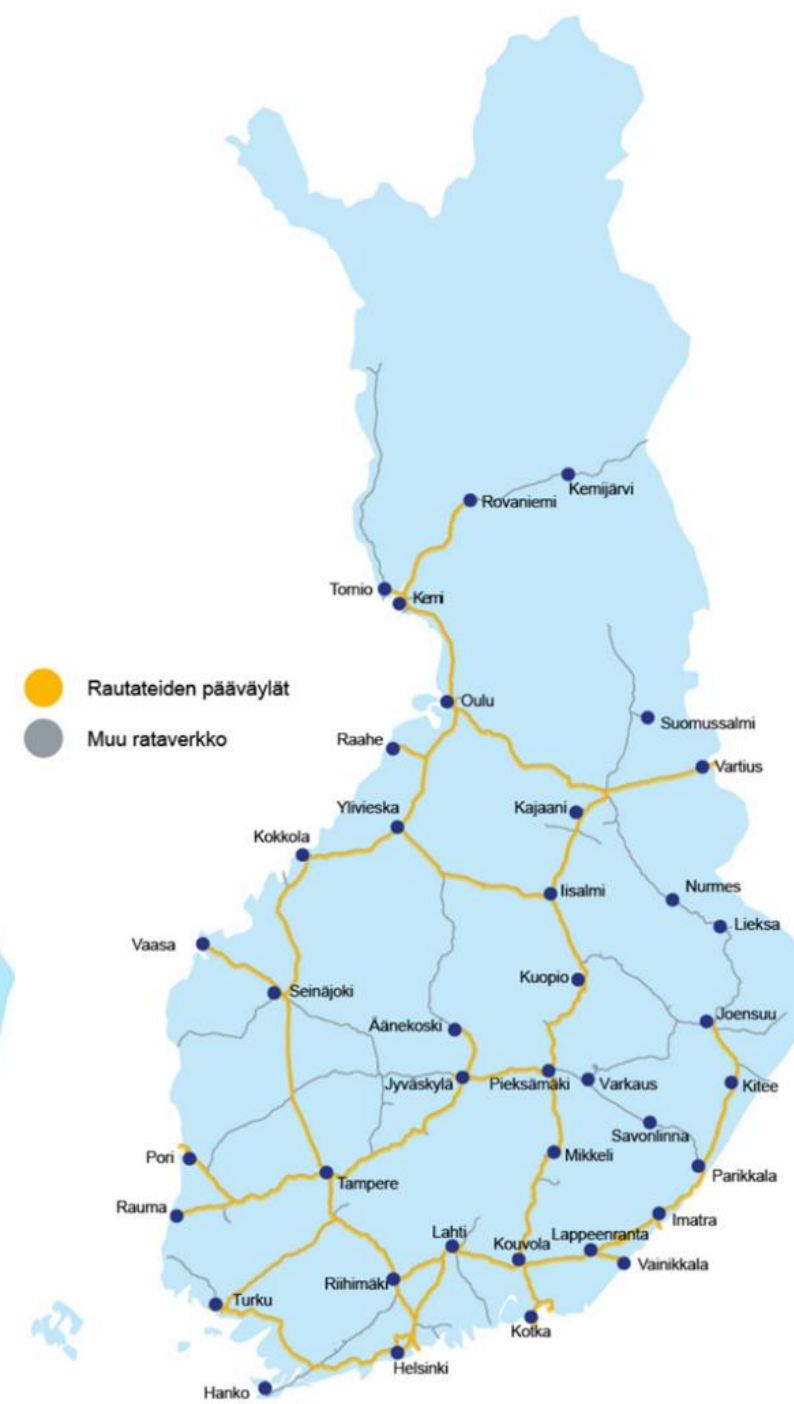 Rovaniemi
Kemijärvi
Tornio
Kemi
Rautateiden pääväylät
Oulu
Muu rataverkko
Suomussalmi
Raahe
Vartius
Ylivieska
Kajaani
Kokkola
Iisalmi
Nurmes
Lieksa
Vaasa
Kuopio
Seinäjoki
Joensuu
Äänekoski
Jyväskylä
Pieksämäki
Varkaus
Kitee
Savonlinna
Mikkeli
Pori
Parikkala
Tampere
Rauma
Imatra
Lahti
Kouvola
Lappeenranta
Vainikkala
Riihimäki
Turku
Kotka
Helsinki
Hanko